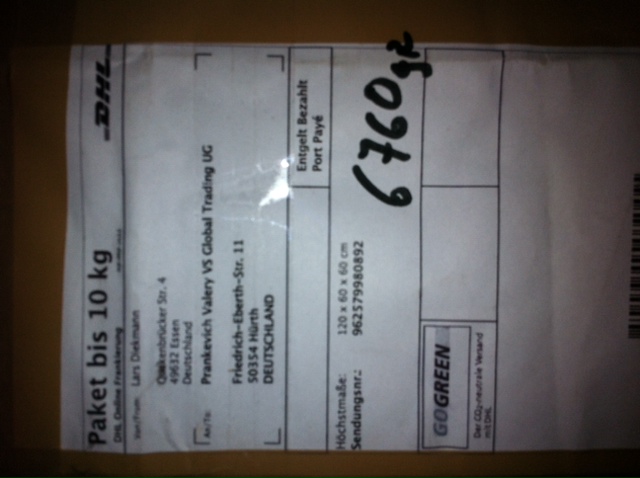 Paket bis 10 kg
DHL Online Frankierung
DHL
Von/From: Lars Diekmann
Str. 4
49632 Essen
Deutschland
An/To: Prankevich Valery VS Global Trading UG
Friedrich-Eberth-Str. 11
50354 Hürth
DEUTSCHLAND
Entgelt Bezahlt
Port Payé
Höchstmaße: 120 x 60 x 60 cm
Sendungsnr.: 962579980892
6760gr
GOGREEN
Der CO₂-neutrale Versand
mit DHL